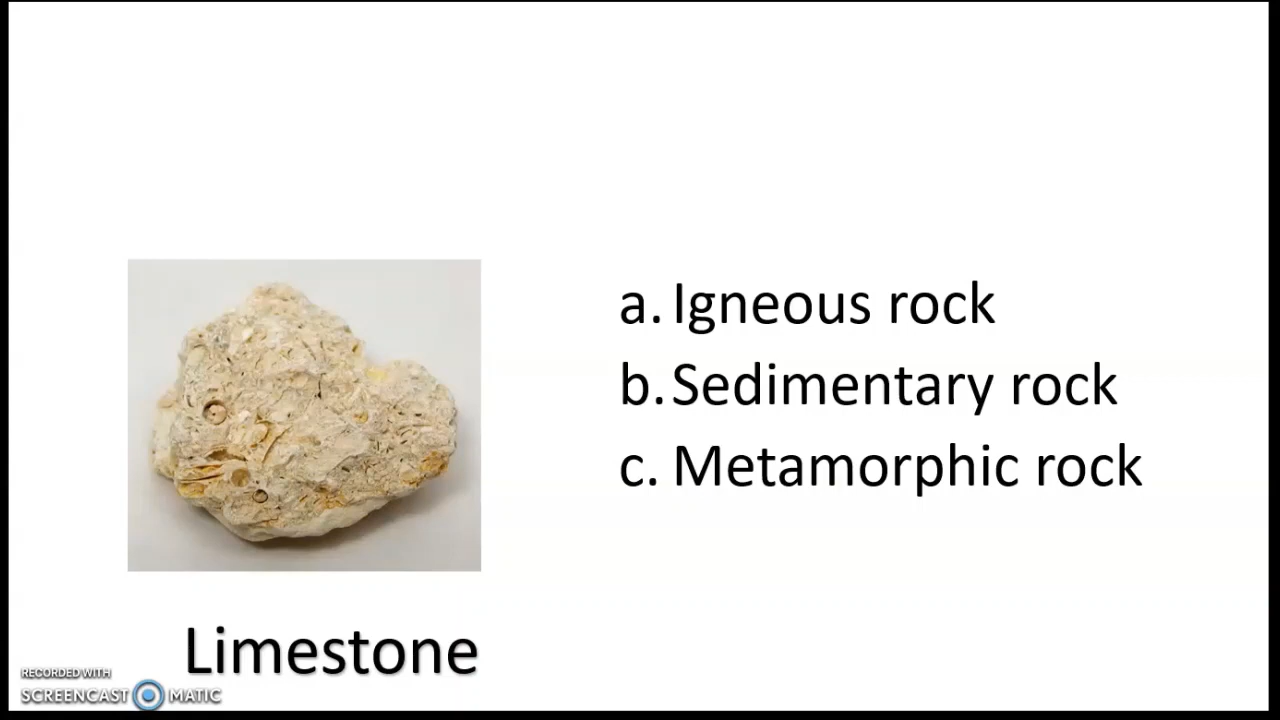 a. Igneous rock
b. Sedimentary rock
c. Metamorphic rock
Limestone
RECORDED WITH
SCREENCAST MATIC